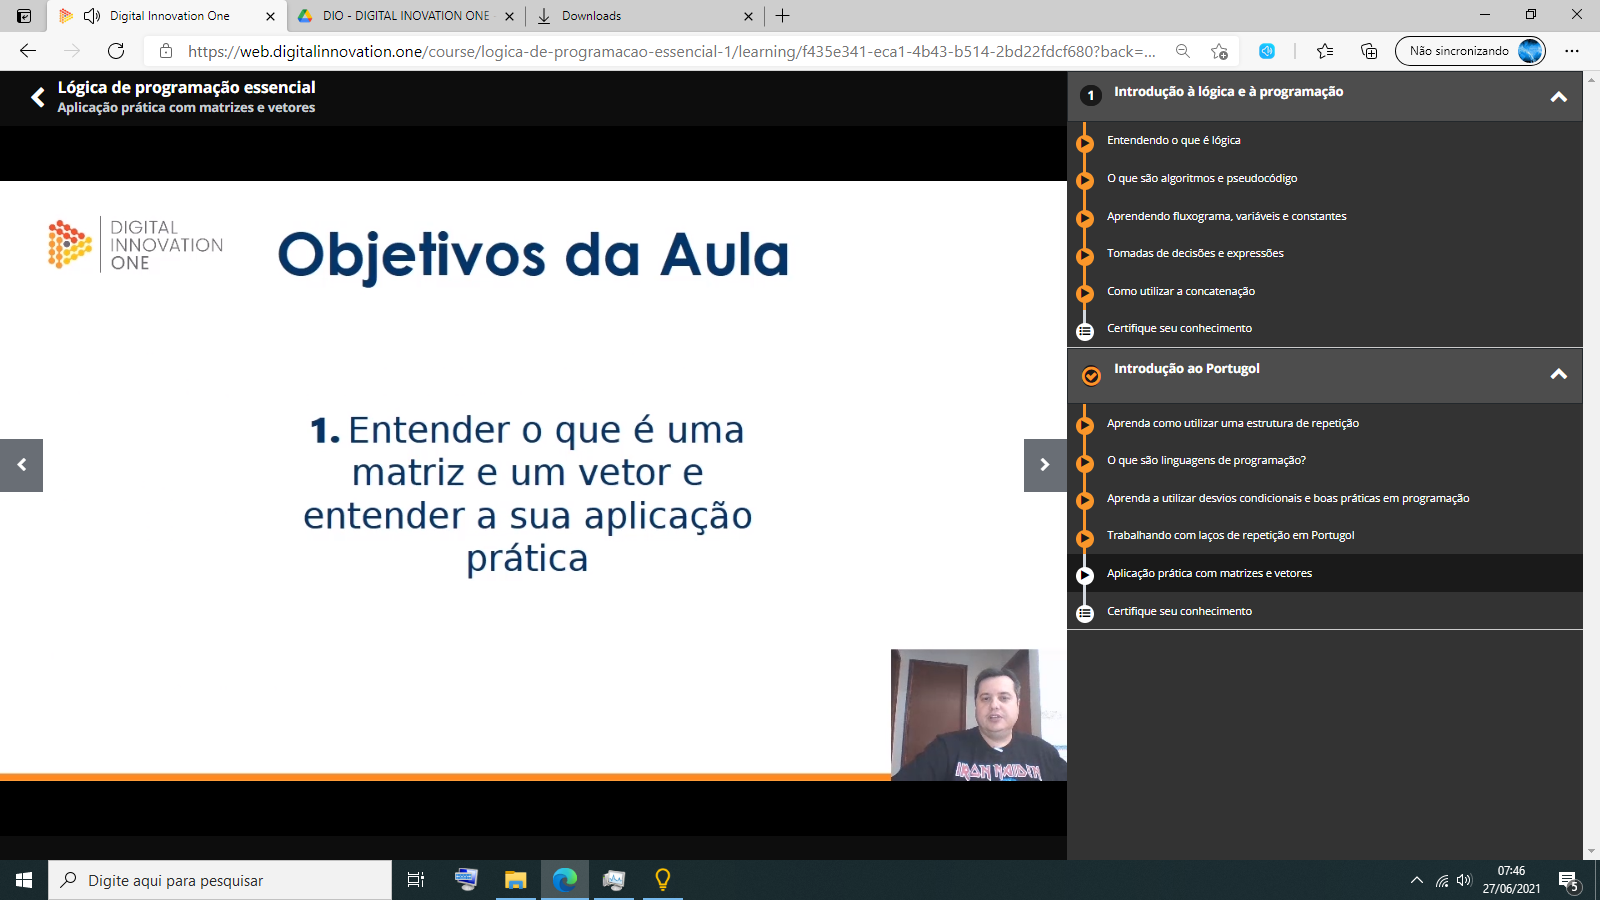 Digital Innovation One
DIO - DIGITAL INOVATION ONE
Downloads
https://web.digitalinnovation.one/course/logica-de-programacao-essencial-1/learning/f435e341-eca1-4b43-b514-2bd22fdcf680?back=...
Não sincronizando
Lógica de programação essencial
Aplicação prática com matrizes e vetores
DIGITAL
INNOVATION
ONE
Objetivos da Aula
1. Entender o que é uma
matriz e um vetor e
entender a sua aplicação
prática
IRON MAIDEN
1 Introdução à lógica e à programação
Entendendo o que é lógica
O que são algoritmos e pseudocódigo
Aprendendo fluxograma, variáveis e constantes
Tomadas de decisões e expressões
Como utilizar a concatenação
Certifique seu conhecimento
Introdução ao Portugol
Aprenda como utilizar uma estrutura de repetição
O que são linguagens de programação?
Aprenda a utilizar desvios condicionais e boas práticas em programação
Trabalhando com laços de repetição em Portugol
Aplicação prática com matrizes e vetores
Certifique seu conhecimento
Digite aqui para pesquisar
07:46
27/06/2021
5